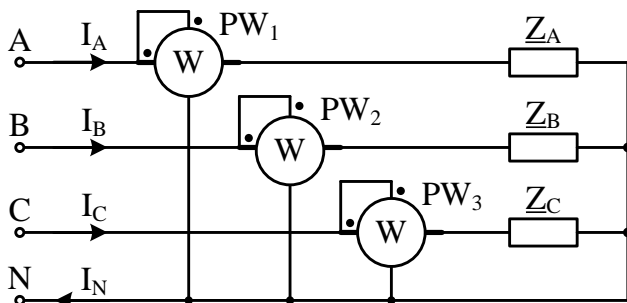 A I_A W PW_1 Z_A
B I_B W PW_2 Z_B
C I_C W PW_3 Z_C
N I_N